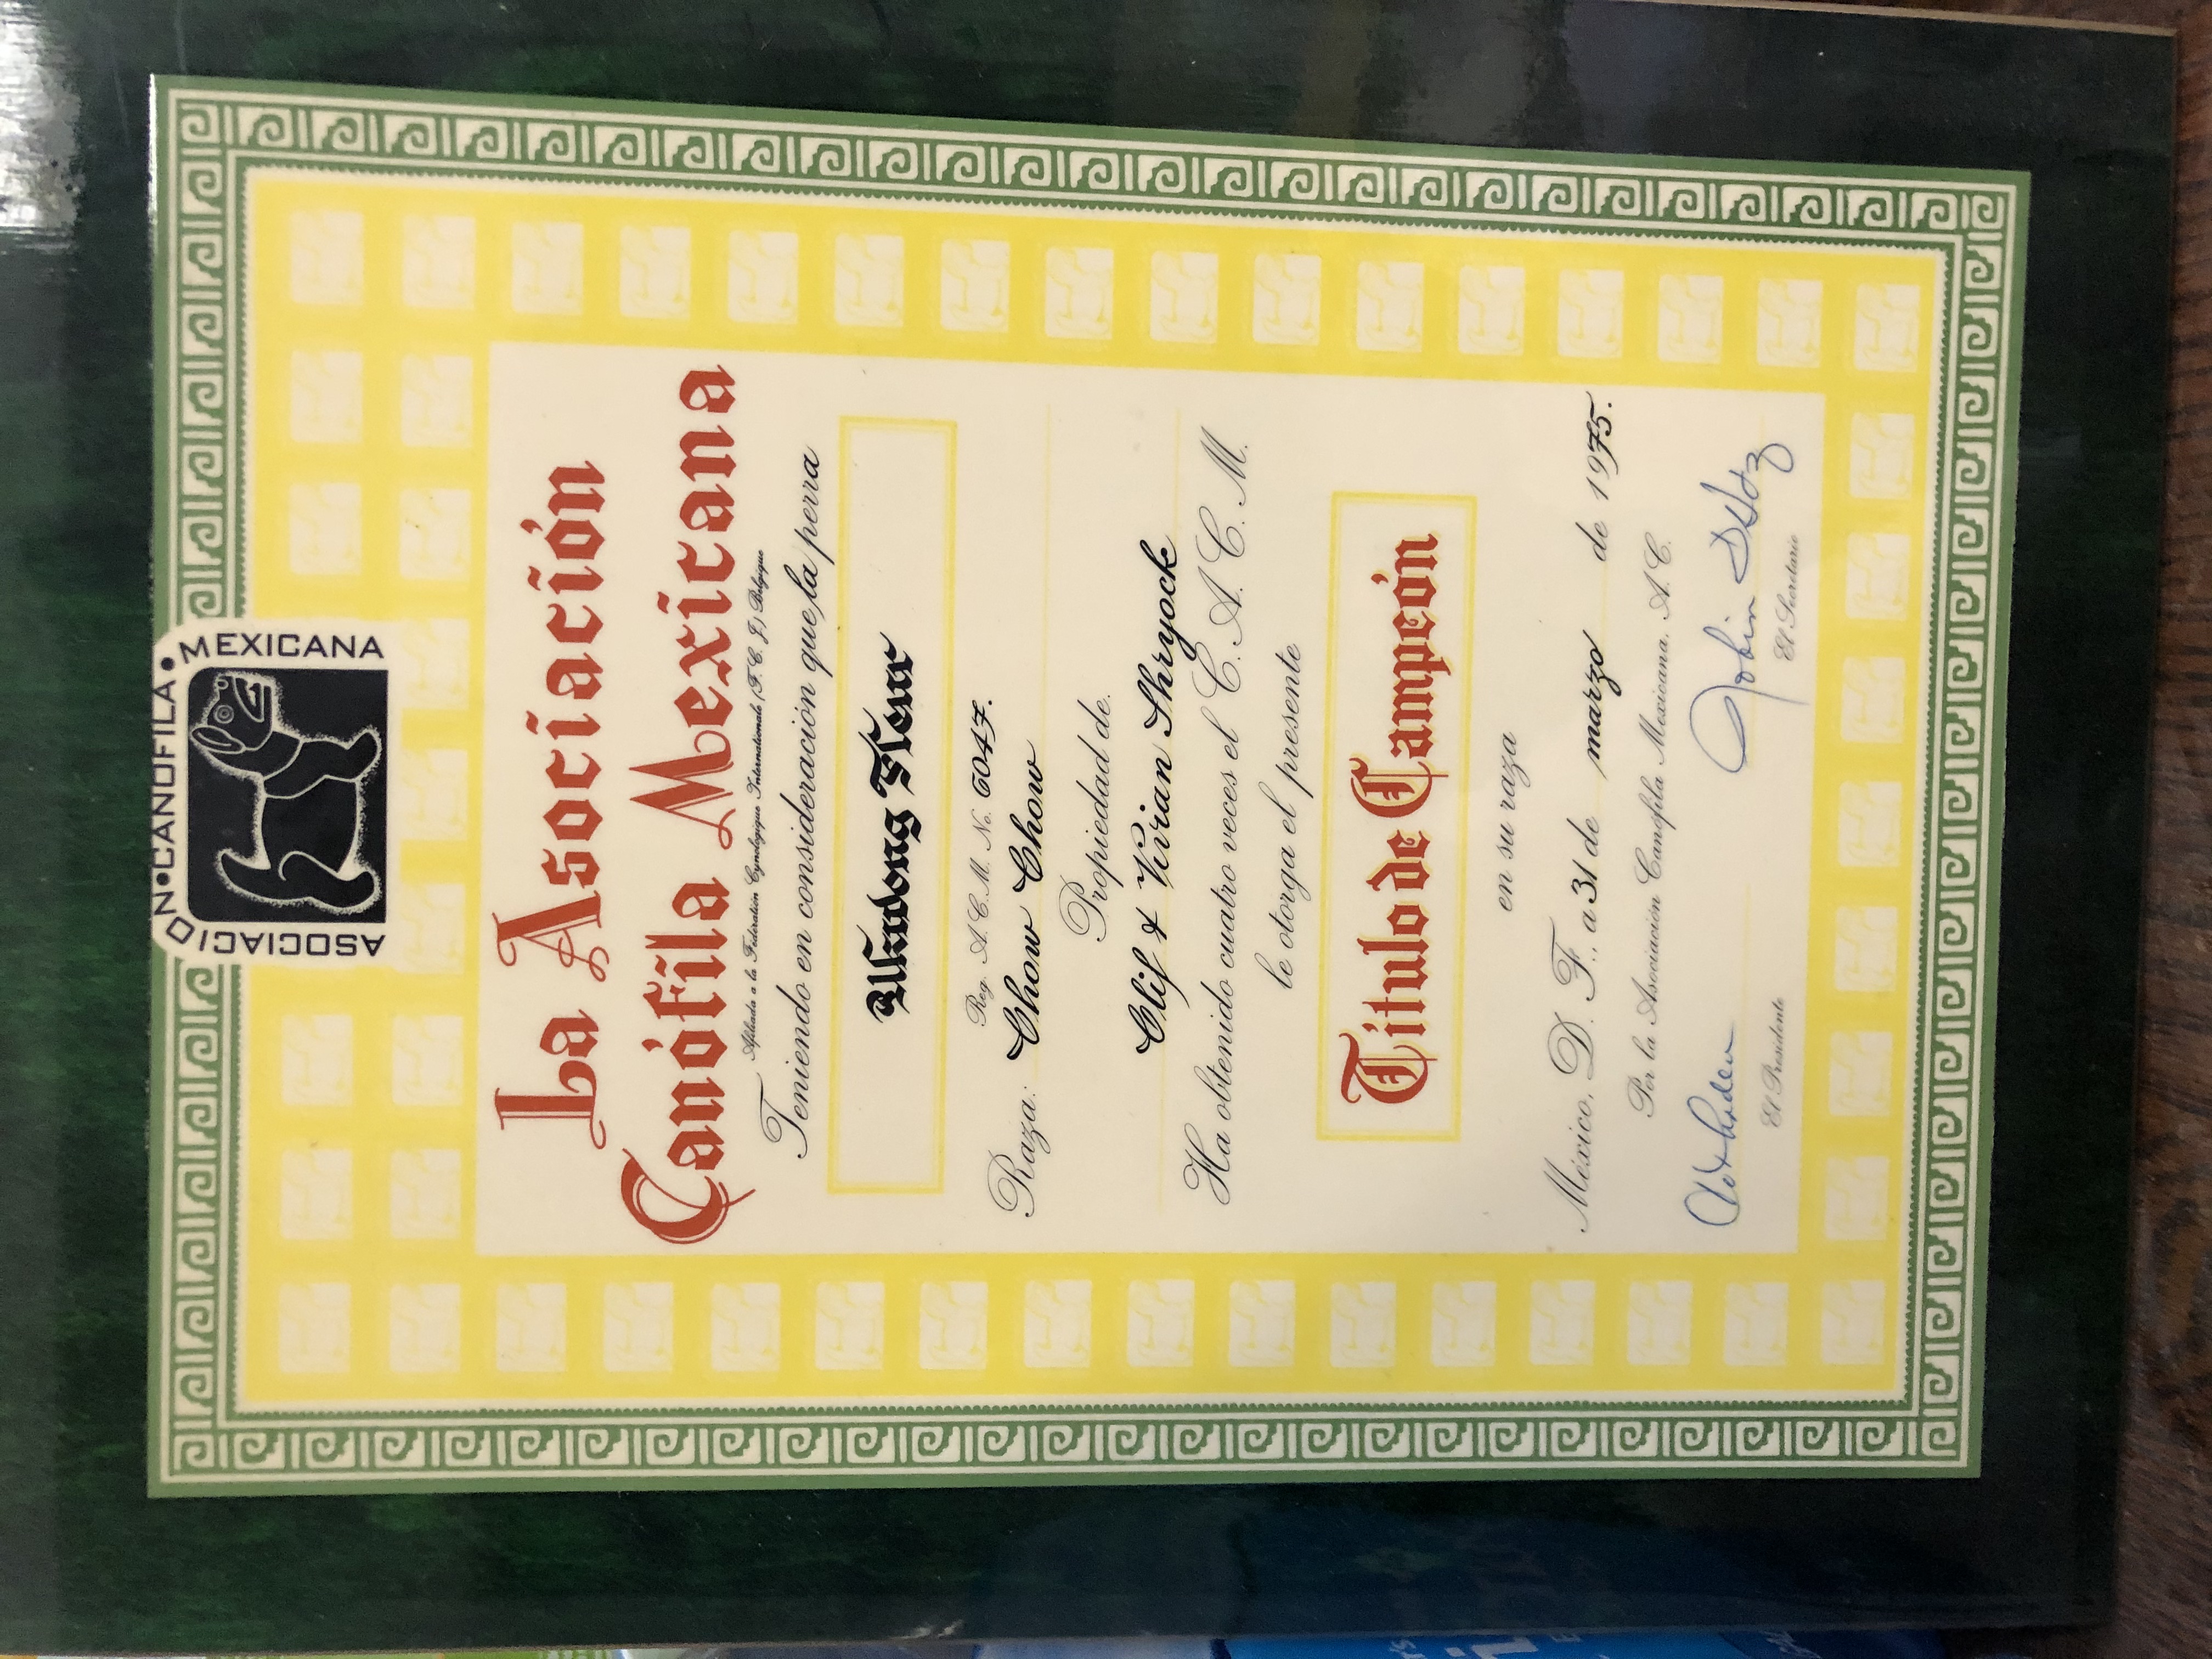 ASOCIACION • CANOFILA • MEXICANA
La Asociación
Canófila Mexicana
Afiliada a la Federatión Cynologique Internationale (F. C. J.) Belgique
Teniendo en consideración que la perra
Ukwong Fleur
Reg. A. C. M. No. 6047.
Raza: Chow Chow
Propiedad de.
Clif & Vivian Shryock
Ha obtenido cuatro veces el C. A. C. M.
le otorga el presente
Titulo de Campeón
en su raza
México, D. F., a 31 de marzo de 1975.
Por la Asociación Canófila Mexicana, A. C.
El Presidente
El Secretario